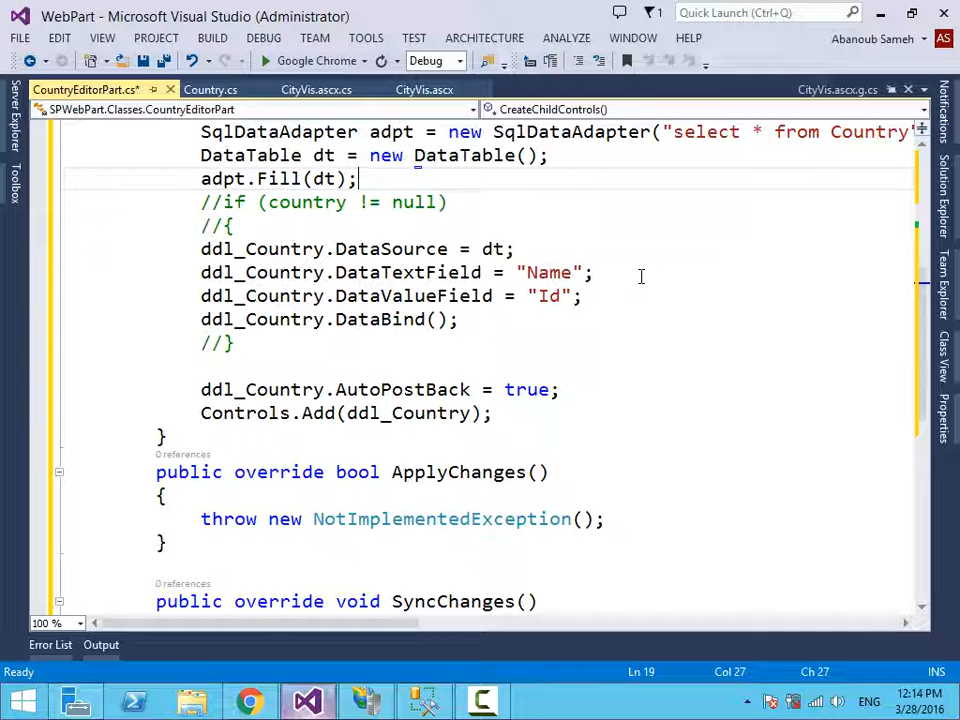 WebPart - Microsoft Visual Studio (Administrator)
1
Quick Launch (Ctrl+Q)
FILE EDIT VIEW PROJECT BUILD DEBUG TEAM TOOLS TEST ARCHITECTURE ANALYZE WINDOW HELP
Abanoub Sameh AS
Google Chrome Debug
CountryEditorPart.cs* Country.cs CityVis.ascx.cs CityVis.ascx CityVis.ascx.g.cs
SPWebPart.Classes.CountryEditorPart CreateChildControls()
Server Explorer
Toolbox
Notifications
Solution Explorer
Team Explorer
Class View
Properties
SqlDataAdapter adpt = new SqlDataAdapter("select * from Country"
DataTable dt = new DataTable();
adpt.Fill(dt);
//if (country != null)
//{
ddl_Country.DataSource = dt;
ddl_Country.DataTextField = "Name";
ddl_Country.DataValueField = "Id";
ddl_Country.DataBind();
//}
ddl_Country.AutoPostBack = true;
Controls.Add(ddl_Country);
}
0 references
public override bool ApplyChanges()
{
throw new NotImplementedException();
}
0 references
public override void SyncChanges()
100 %
Error List Output
Ready Ln 19 Col 27 Ch 27 INS
ENG
12:14 PM
3/28/2016